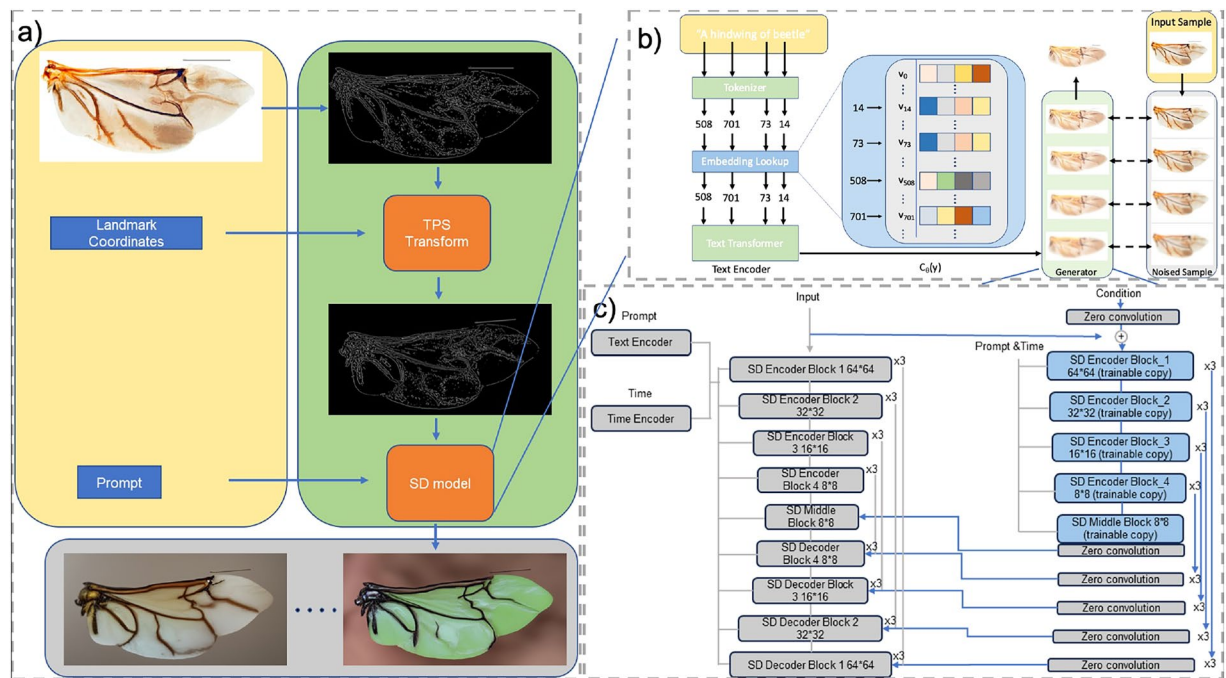 a)
Landmark
Coordinates
TPS
Transform
Prompt
SD model
b)
"A hindwing of beetle"
Tokenizer
508 701 73 14
Embedding Lookup
508 701 73 14
Text Transformer
Text Encoder
14
73
508
701
v0
v14
v73
v508
v701
Cθ(y)
Input Sample
Generator
Noised Sample
c)
Input
Prompt
Text Encoder
Time
Time Encoder
SD Encoder Block 1 64*64
x3
SD Encoder Block 2
32*32
x3
SD Encoder Block
3 16*16
x3
SD Encoder
Block 4 8*8
x3
SD Middle
Block 8*8
SD Decoder
Block 4 8*8
x3
SD Decoder Block
3 16*16
x3
SD Decoder Block 2
32*32
x3
SD Decoder Block 1 64*64
x3
Condition
Zero convolution
+
Prompt &Time
SD Encoder Block_1
64*64 (trainable copy)
x3
SD Encoder Block_2
32*32 (trainable copy)
x3
SD Encoder Block_3
16*16 (trainable copy)
x3
SD Encoder Block_4
8*8 (trainable copy)
x3
SD Middle Block 8*8
(trainable copy)
Zero convolution
Zero convolution
x3
Zero convolution
x3
Zero convolution
x3
Zero convolution
x3